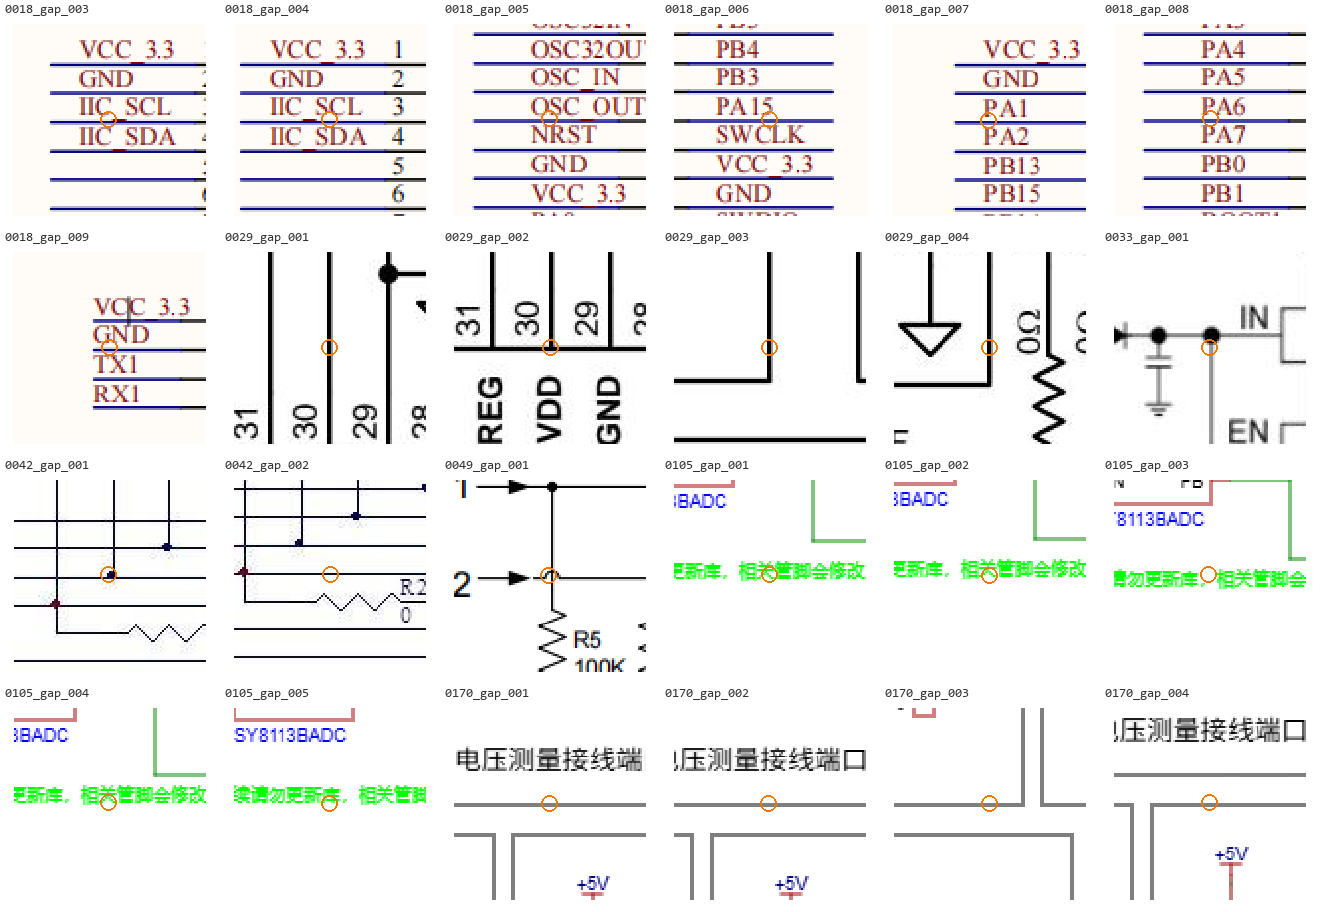 0018_gap_003
0018_gap_004
0018_gap_005
0018_gap_006
0018_gap_007
0018_gap_008
VCC_3.3
GND
IIC_SCL
IIC_SDA
VCC_3.3 1
GND 2
IIC_SCL 3
IIC_SDA 4
5
6
OSC32OU
OSC_IN
OSC_OUT
NRST
GND
VCC_3.3
PB4
PB3
PA15
SWCLK
VCC_3.3
GND
VCC_3.3
GND
PA1
PA2
PB13
PB15
PA4
PA5
PA6
PA7
PB0
PB1
0018_gap_009
0029_gap_001
0029_gap_002
0029_gap_003
0029_gap_004
0033_gap_001
VCC_3.3
GND
TX1
RX1
31
30
29
28
31
30
29
28
REG
VDD
GND
0Ω
IN
EN
0042_gap_001
0042_gap_002
0049_gap_001
0105_gap_001
0105_gap_002
0105_gap_003
R2
0
1
2
R5
100K
3BADC
更新库，相关管脚会修改
3BADC
更新库，相关管脚会修改
PB
8113BADC
请勿更新库，相关管脚会
0105_gap_004
0105_gap_005
0170_gap_001
0170_gap_002
0170_gap_003
0170_gap_004
3BADC
更新库，相关管脚会修改
SY8113BADC
续请勿更新库，相关管脚
电压测量接线端
+5V
压测量接线端口
+5V
压测量接线端口
+5V